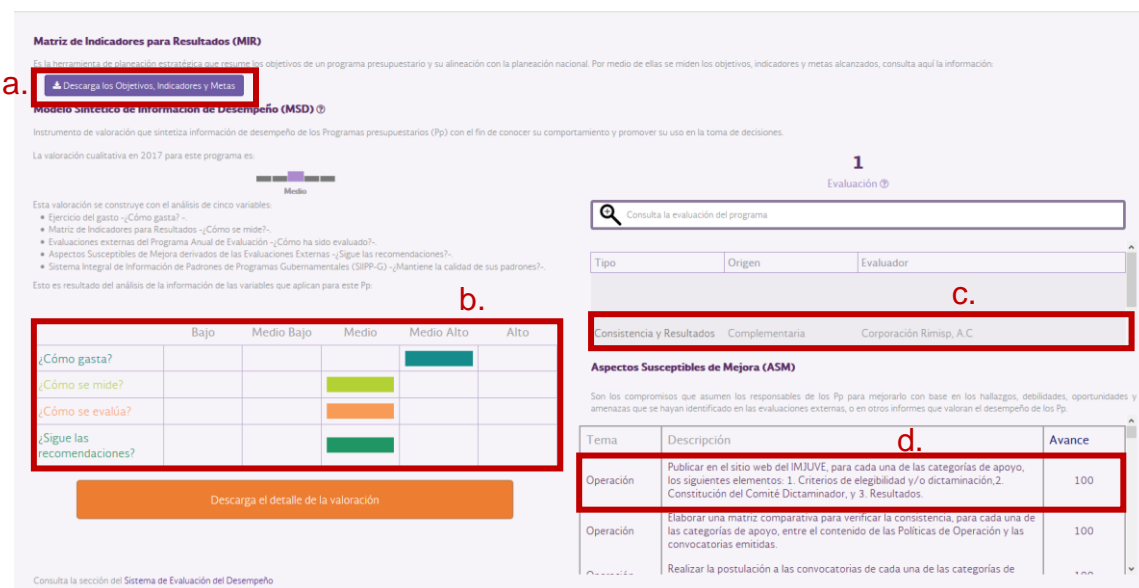 Matriz de Indicadores para Resultados (MIR)
Es la herramienta de planeación estratégica que resume los objetivos de un programa presupuestario y su alineación con la planeación nacional. Por medio de ellas se miden los objetivos, indicadores y metas alcanzados, consulta aquí la información:
a.
Descarga los Objetivos, Indicadores y Metas
Modelo Sintético de Información de Desempeño (MSD)
Instrumento de valoración que sintetiza información de desempeño de los Programas presupuestarios (Pp) con el fin de conocer su comportamiento y promover su uso en la toma de decisiones.
La valoración cualitativa en 2017 para este programa es:
Medio
Esta valoración se construye con el análisis de cinco variables:
• Ejercicio del gasto -¿Cómo gasta? -.
• Matriz de Indicadores para Resultados -¿Cómo se mide?-.
• Evaluaciones externas del Programa Anual de Evaluación -¿Cómo ha sido evaluado?-.
• Aspectos Susceptibles de Mejora derivados de las Evaluaciones Externas -¿Sigue las recomendaciones?-.
• Sistema Integral de Información de Padrones de Programas Gubernamentales (SIIPP-G) -¿Mantiene la calidad de sus padrones?-.
Esto es resultado del análisis de la información de las variables que aplican para este Pp:
b.
Bajo Medio Bajo Medio Medio Alto Alto
¿Cómo gasta?
¿Cómo se mide?
¿Cómo se evalúa?
¿Sigue las
recomendaciones?
Descarga el detalle de la valoración
Consulta la sección del Sistema de Evaluación del Desempeño
1
Evaluación
Consulta la evaluación del programa
Tipo Origen Evaluador
c.
Consistencia y Resultados Complementaria Corporación Rimisp, A.C
Aspectos Susceptibles de Mejora (ASM)
Son los compromisos que asumen los responsables de los Pp para mejorarlo con base en los hallazgos, debilidades, oportunidades y
amenazas que se hayan identificado en las evaluaciones externas, o en otros informes que valoran el desempeño de los Pp.
Tema Descripción Avance
d.
Operación Publicar en el sitio web del IMJUVE, para cada una de las categorías de apoyo, 100
los siguientes elementos: 1. Criterios de elegibilidad y/o dictaminación,2.
Constitución del Comité Dictaminador, y 3. Resultados.
Operación Elaborar una matriz comparativa para verificar la consistencia, para cada una de 100
las categorías de apoyo, entre el contenido de las Políticas de Operación y las
convocatorias emitidas.
Operación Realizar la postulación a las convocatorias de cada una de las categorías de 100